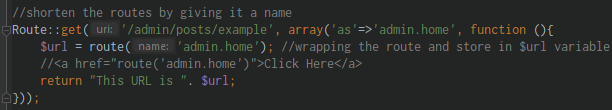 //shorten the routes by giving it a name
Route::get( uri: '/admin/posts/example', array('as'=>'admin.home', function (){
$url = route( name: 'admin.home'); //wrapping the route and store in $url variable
//<a href="route('admin.home')">Click Here</a>
return "This URL is ". $url;
}));